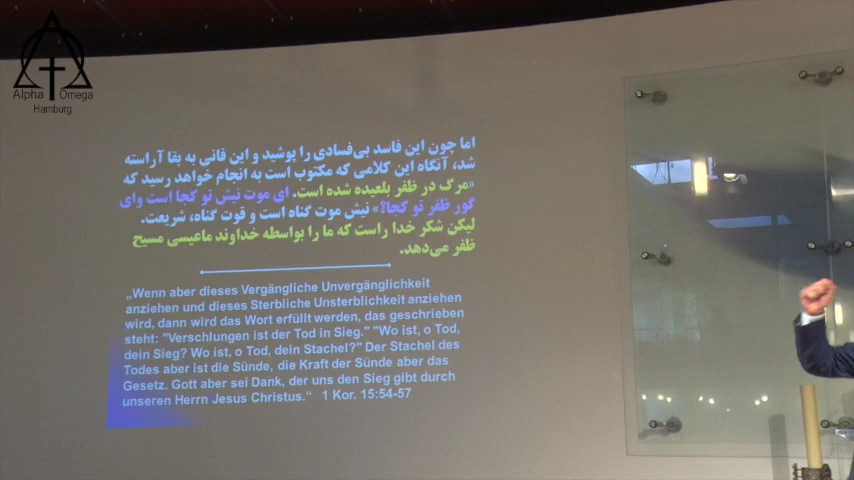 Alpha Omega
Hamburg
اما چون این فاسد بی‌فسادی را پوشید و این فانی به بقا آراسته
شد، آنگاه این کلامی که مکتوب است به انجام خواهد رسید که
«مرگ در ظفر بلعیده شده است. ای موت نیش تو کجا است وای
گور ظفر تو کجا؟» نیش موت گناه است و قوت گناه، شریعت.
لیکن شکر خدا راست که ما را بواسطه خداوند ماعیسی مسیح
ظفر می‌دهد.
„Wenn aber dieses Vergängliche Unvergänglichkeit
anziehen und dieses Sterbliche Unsterblichkeit anziehen
wird, dann wird das Wort erfüllt werden, das geschrieben
steht: "Verschlungen ist der Tod in Sieg." "Wo ist, o Tod,
dein Sieg? Wo ist, o Tod, dein Stachel?" Der Stachel des
Todes aber ist die Sünde, die Kraft der Sünde aber das
Gesetz. Gott aber sei Dank, der uns den Sieg gibt durch
unseren Herrn Jesus Christus.“ 1 Kor. 15:54-57